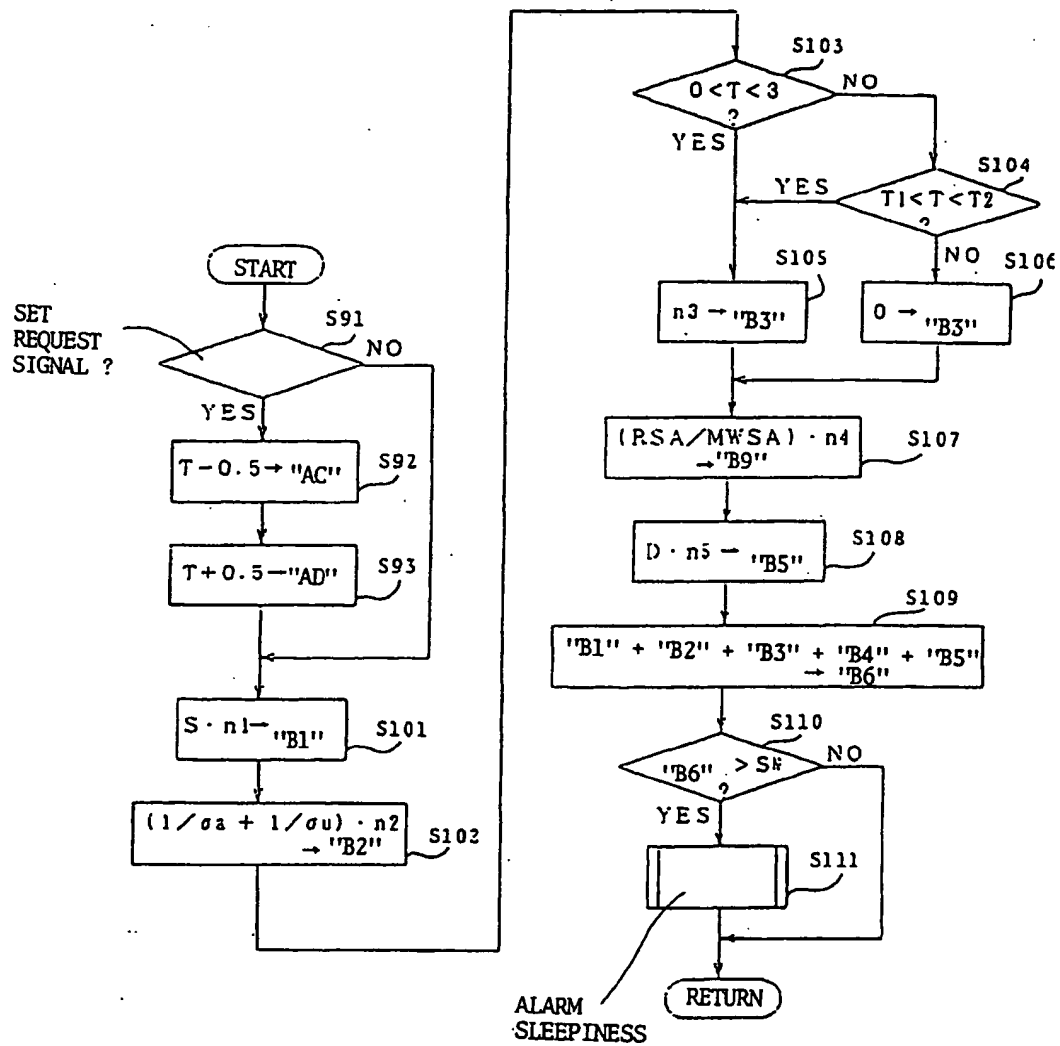 START
SET
REQUEST
SIGNAL ?
S91
NO
YES
T-0.5→"AC"
S92
T+0.5→"AD"
S93
S·n1→"B1"
S101
(1/σa + 1/σu)·n2
→"B2"
S102
S103
0<T<3
?
NO
YES
S104
YES
T1<T<T2
?
NO
S105
n3→"B3"
S106
0→
"B3"
(RSA/MWSA)·n4
→"B9"
S107
D·n5→
"B5"
S108
S109
"B1" + "B2" + "B3" + "B4" + "B5"
→ "B6"
S110
"B6" >
?
NO
YES
S111
RETURN
ALARM
SLEEPINESS